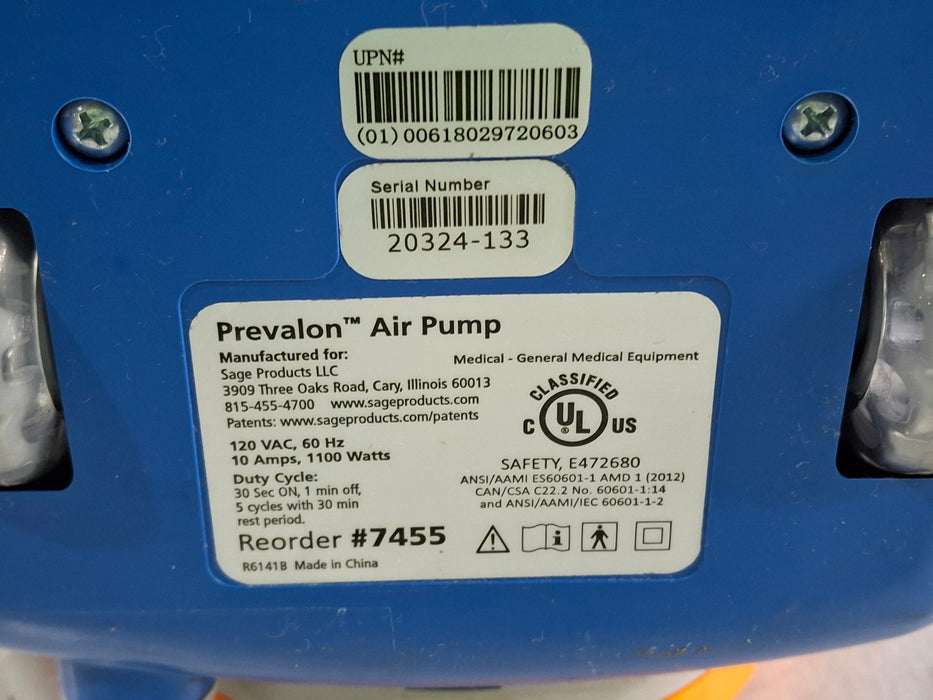 UPN#
(01) 00618029720603
Serial Number
20324-133
Prevalon™ Air Pump
Manufactured for:
Sage Products LLC
3909 Three Oaks Road, Cary, Illinois 60013
815-455-4700 www.sageproducts.com
Patents: www.sageproducts.com/patents
120 VAC, 60 Hz
10 Amps, 1100 Watts
Duty Cycle:
30 Sec ON, 1 min off,
5 cycles with 30 min
rest period.
Reorder #7455
R6141B Made in China
Medical - General Medical Equipment
CLASSIFIED
C UL® US
SAFETY, E472680
ANSI/AAMI ES60601-1 AMD 1 (2012)
CAN/CSA C22.2 No. 60601-1:14
and ANSI/AAMI/IEC 60601-1-2